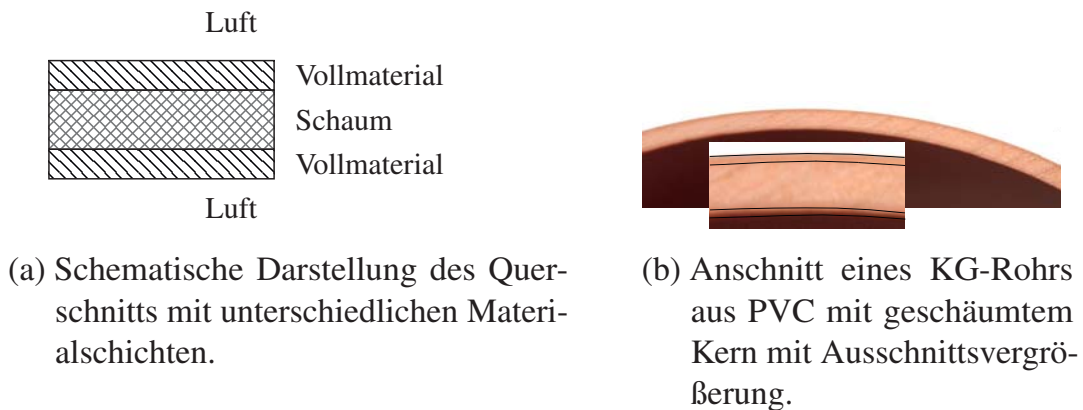 Luft
Vollmaterial
Schaum
Vollmaterial
Luft
(a) Schematische Darstellung des Quer-
schnitts mit unterschiedlichen Materi-
alschichten.
(b) Anschnitt eines KG-Rohrs
aus PVC mit geschäumtem
Kern mit Ausschnittsvergrö-
ßerung.